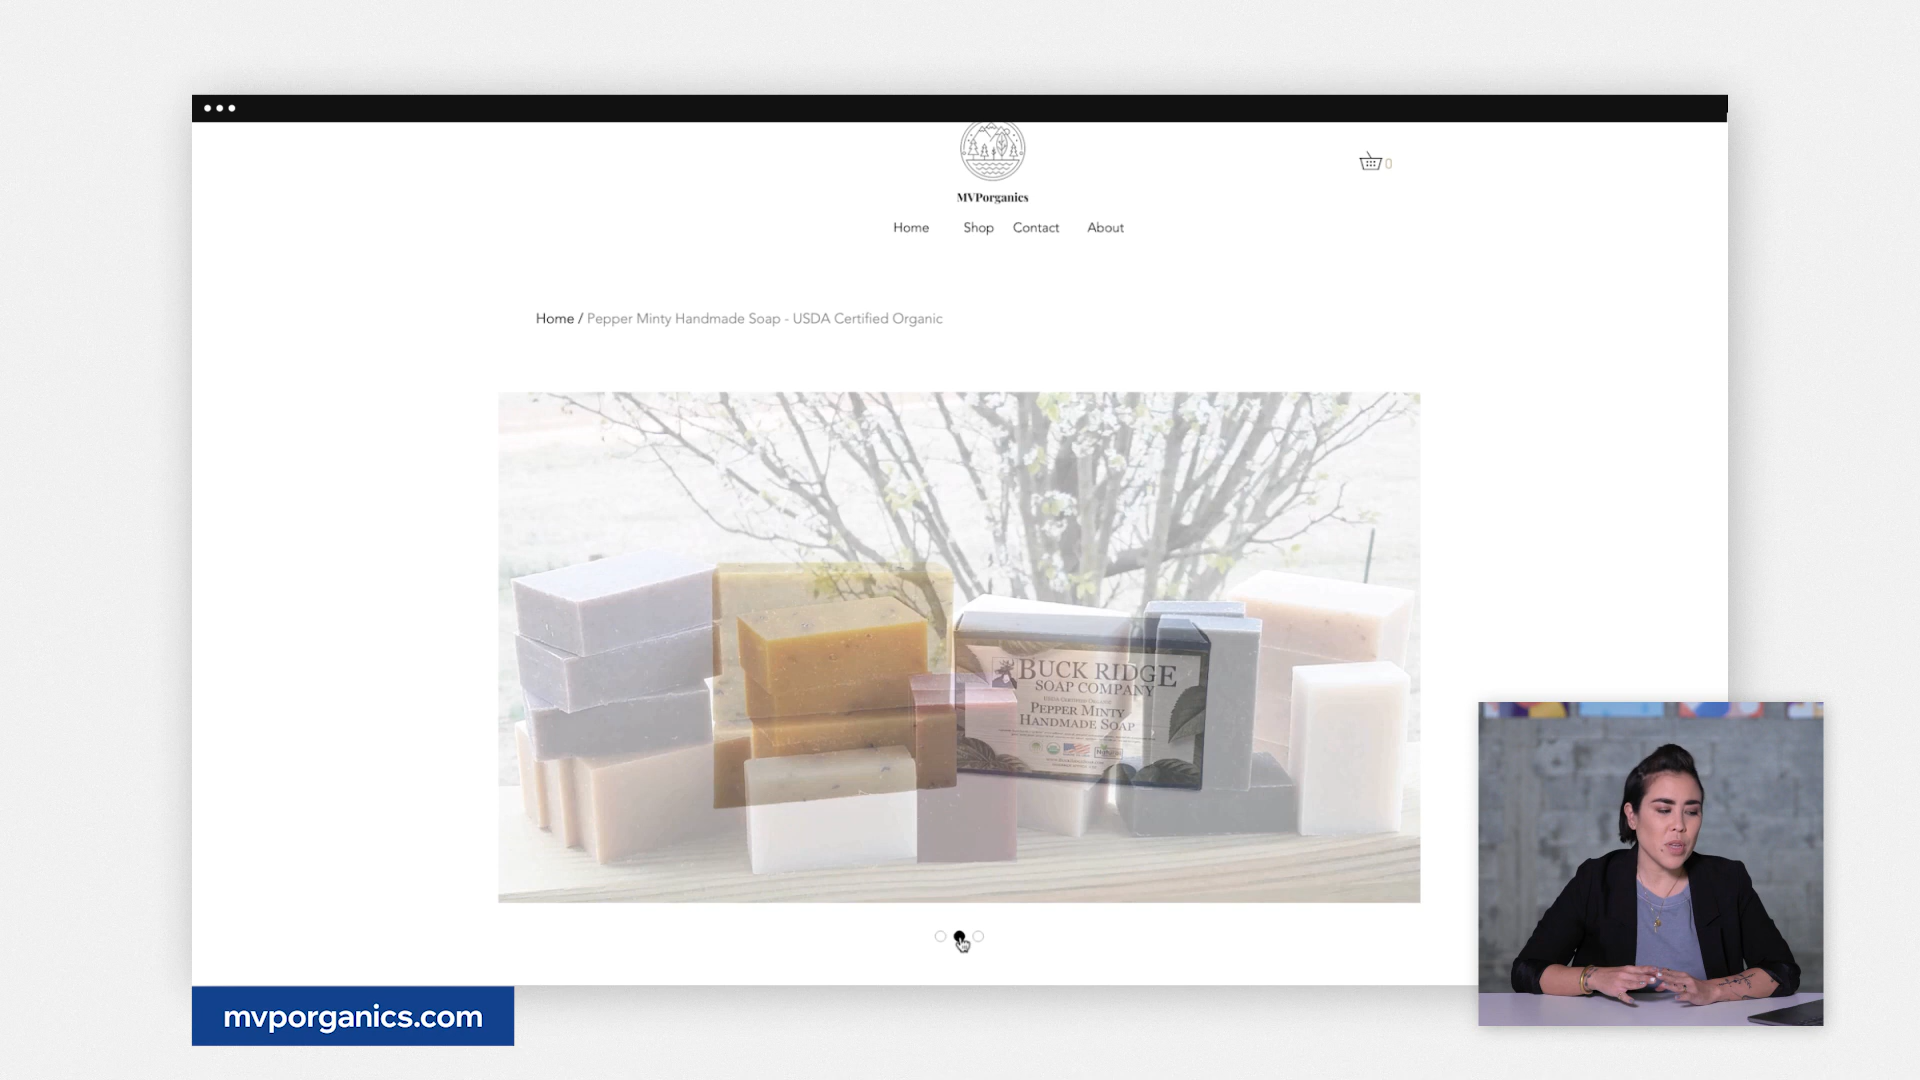 MVPorganics
0
Home Shop Contact About
Home / Pepper Minty Handmade Soap - USDA Certified Organic
BUCK RIDGE
SOAP COMPANY
PEPPER MINTY
HANDMADE SOAP
mvporganics.com